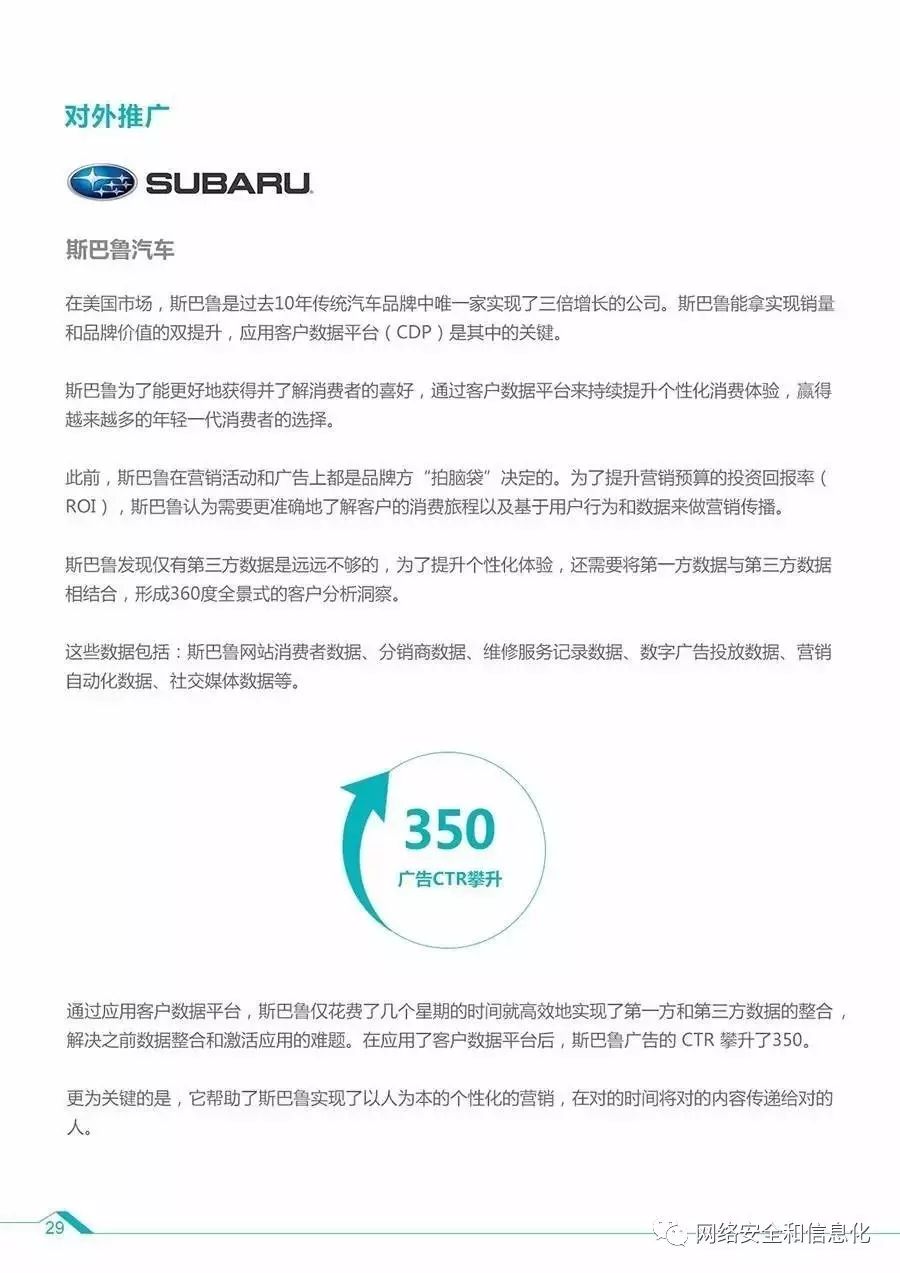 对外推广
SUBARU
斯巴鲁汽车
在美国市场，斯巴鲁是过去10年传统汽车品牌中唯一家实现了三倍增长的公司。斯巴鲁能拿实现销量
和品牌价值的双提升，应用客户数据平台（CDP）是其中的关键。
斯巴鲁为了能更好地获得并了解消费者的喜好，通过客户数据平台来持续提升个性化消费体验，赢得
越来越多的年轻一代消费者的选择。
此前，斯巴鲁在营销活动和广告上都是品牌方“拍脑袋”决定的。为了提升营销预算的投资回报率（
ROI），斯巴鲁认为需要更准确地了解客户的消费旅程以及基于用户行为和数据来做营销传播。
斯巴鲁发现仅有第三方数据是远远不够的，为了提升个性化体验，还需要将第一方数据与第三方数据
相结合，形成360度全景式的客户分析洞察。
这些数据包括：斯巴鲁网站消费者数据、分销商数据、维修服务记录数据、数字广告投放数据、营销
自动化数据、社交媒体数据等。
350
广告CTR攀升
通过应用客户数据平台，斯巴鲁仅花费了几个星期的时间就高效地实现了第一方和第三方数据的整合，
解决之前数据整合和激活应用的难题。在应用了客户数据平台后，斯巴鲁广告的 CTR 攀升了350。
更为关键的是，它帮助了斯巴鲁实现了以人为本的个性化的营销，在对的时间将对的内容传递给对的
人。
29
网络安全和信息化